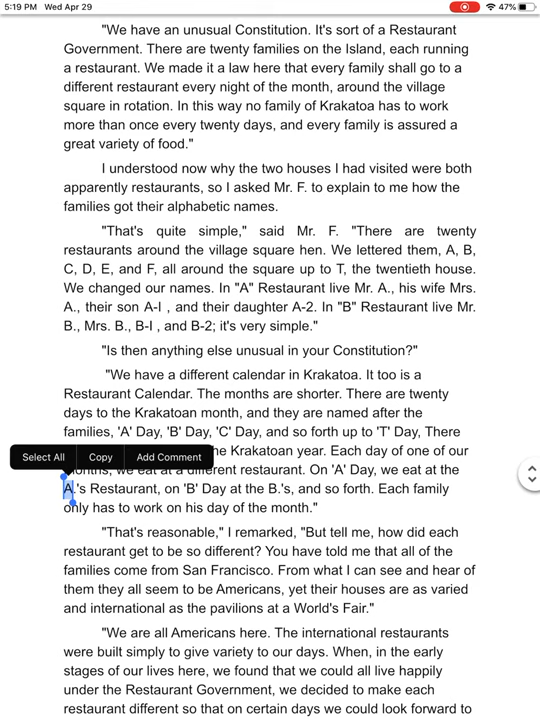 5:19 PM Wed Apr 29 47%
"We have an unusual Constitution. It's sort of a Restaurant
Government. There are twenty families on the Island, each running
a restaurant. We made it a law here that every family shall go to a
different restaurant every night of the month, around the village
square in rotation. In this way no family of Krakatoa has to work
more than once every twenty days, and every family is assured a
great variety of food."
I understood now why the two houses I had visited were both
apparently restaurants, so I asked Mr. F. to explain to me how the
families got their alphabetic names.
"That's quite simple," said Mr. F. "There are twenty
restaurants around the village square hen. We lettered them, A, B,
C, D, E, and F, all around the square up to T, the twentieth house.
We changed our names. In "A" Restaurant live Mr. A., his wife Mrs.
A., their son A-I , and their daughter A-2. In "B" Restaurant live Mr.
B., Mrs. B., B-I , and B-2; it's very simple."
"Is then anything else unusual in your Constitution?"
"We have a different calendar in Krakatoa. It too is a
Restaurant Calendar. The months are shorter. There are twenty
days to the Krakatoan month, and they are named after the
families, 'A' Day, 'B' Day, 'C' Day, and so forth up to 'T' Day, There
Select All Copy Add Comment
he Krakatoan year. Each day of one of our
months, we eat at a different restaurant. On 'A' Day, we eat at the
A.'s Restaurant, on 'B' Day at the B.'s, and so forth. Each family
only has to work on his day of the month."
"That's reasonable," I remarked, "But tell me, how did each
restaurant get to be so different? You have told me that all of the
families come from San Francisco. From what I can see and hear of
them they all seem to be Americans, yet their houses are as varied
and international as the pavilions at a World's Fair."
"We are all Americans here. The international restaurants
were built simply to give variety to our days. When, in the early
stages of our lives here, we found that we could all live happily
under the Restaurant Government, we decided to make each
restaurant different so that on certain days we could look forward to